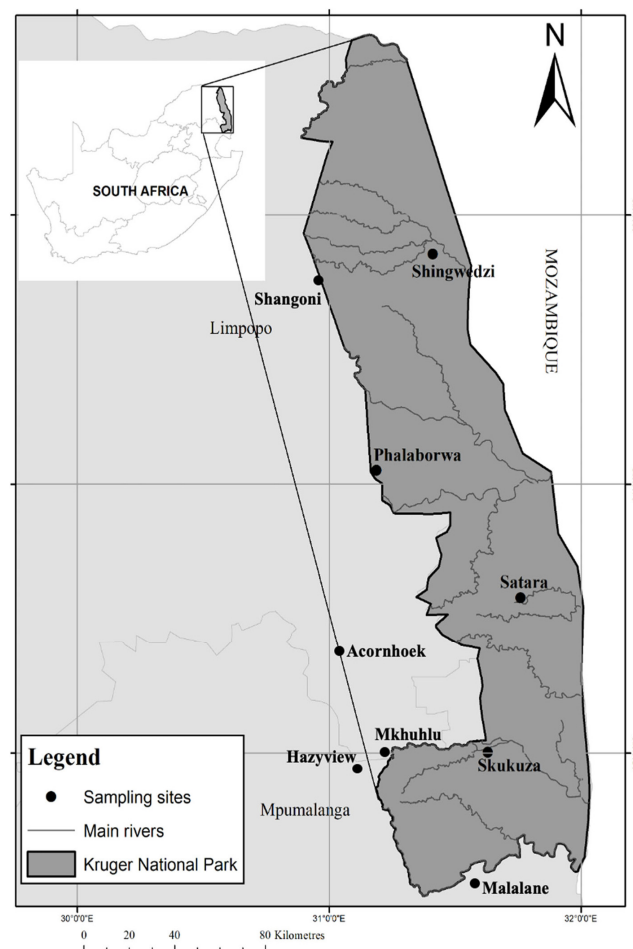 N
SOUTH AFRICA
MOZAMBIQUE
Shingwedzi
Shangoni
Limpopo
Phalaborwa
Satara
Acornhoek
Mkhuhlu
Hazyview
Skukuza
Mpumalanga
Malalane
Legend
Sampling sites
Main rivers
Kruger National Park
30°0'0"E 31°0'0"E 32°0'0"E
0 20 40 80 Kilometres